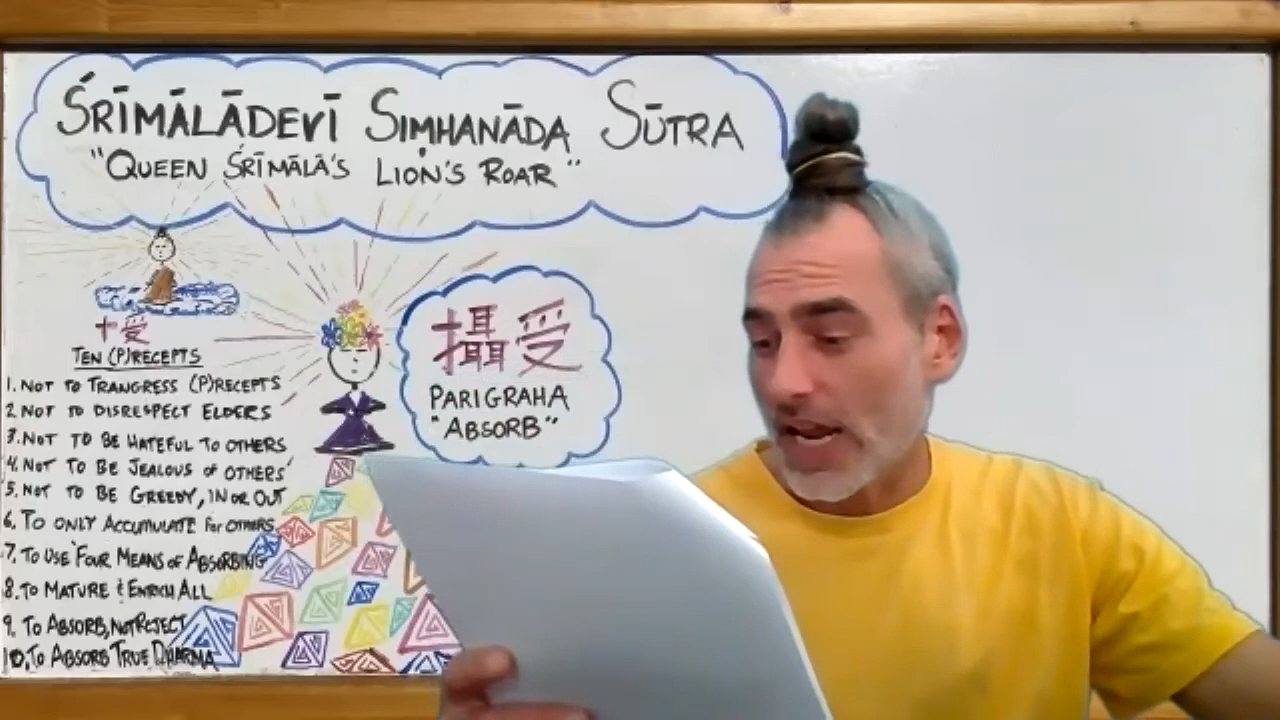 ŚRĪMĀLĀDEVĪ SIṂHANĀDA SŪTRA
"QUEEN ŚRĪMĀLĀ'S LION'S ROAR"
十受
TEN (P)RECEPTS
1. NOT TO TRANGRESS (P)RECEPTS
2. NOT TO DISRESPECT ELDERS
3. NOT TO BE HATEFUL TO OTHERS
4. NOT TO BE JEALOUS OF OTHERS'
5. NOT TO BE GREEDY, IN OR OUT
6. TO ONLY ACCUMULATE FOR OTHERS
7. TO USE 'FOUR MEANS OF ABSORBING'
8. TO MATURE & ENRICH ALL
9. TO ABSORB, NOT REJECT
10. TO ABSORB TRUE DHARMA
攝受
PARIGRAHA
"ABSORB"